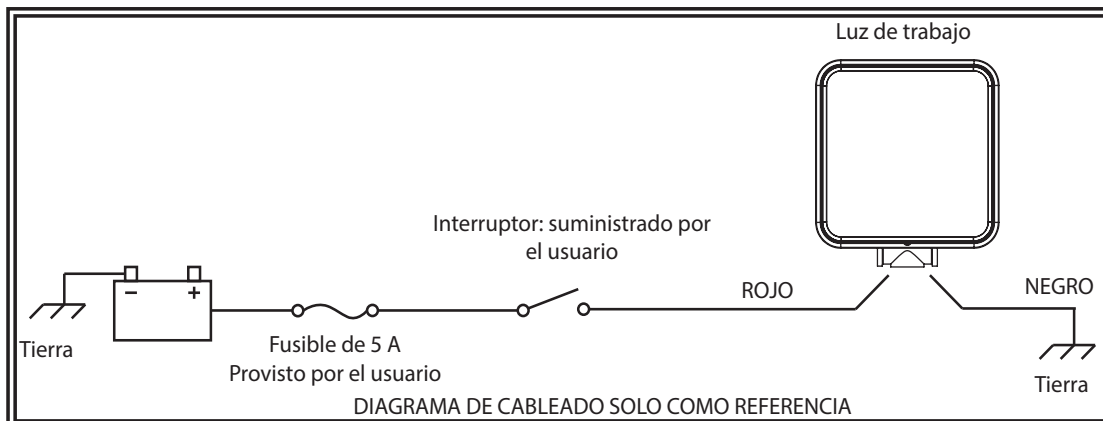 Luz de trabajo
Interruptor: suministrado por
el usuario
− +
ROJO
NEGRO
Tierra
Fusible de 5 A
Provisto por el usuario
Tierra
DIAGRAMA DE CABLEADO SOLO COMO REFERENCIA